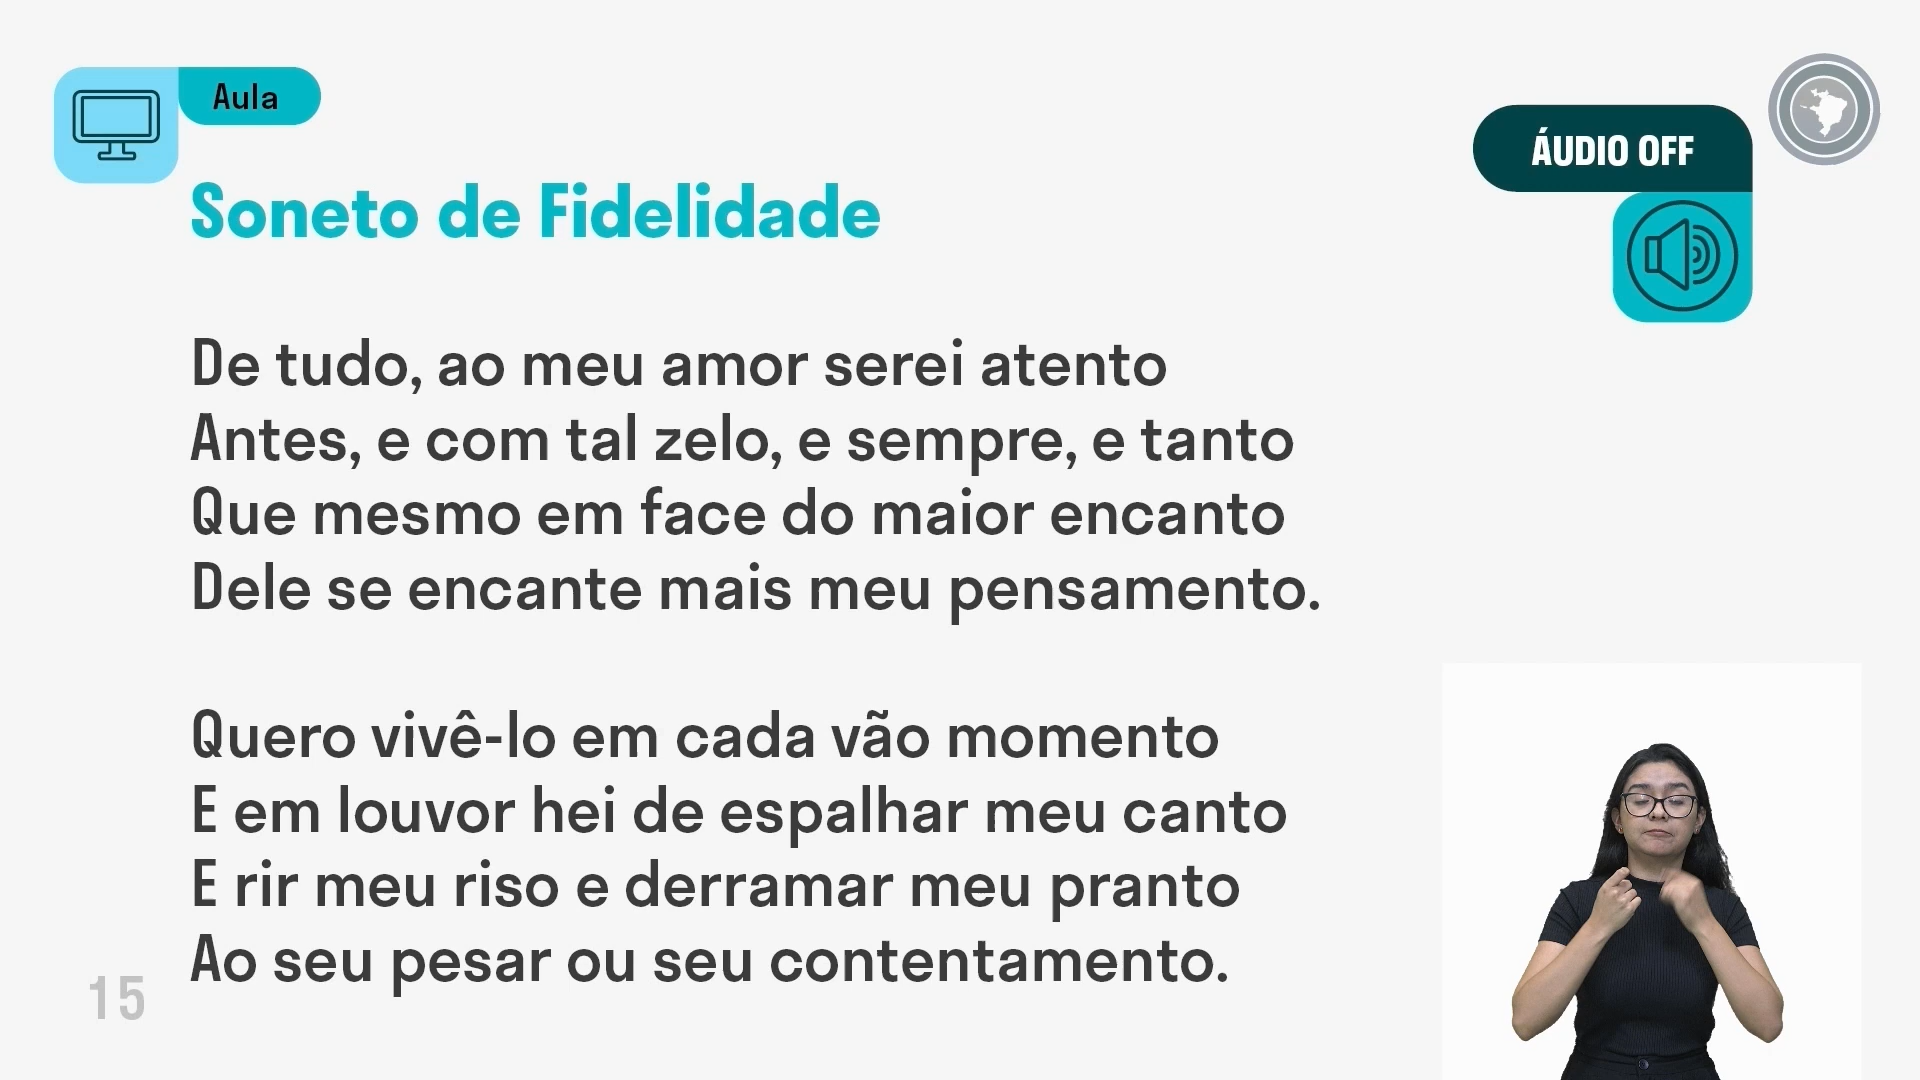 Aula
ÁUDIO OFF
Soneto de Fidelidade
De tudo, ao meu amor serei atento
Antes, e com tal zelo, e sempre, e tanto
Que mesmo em face do maior encanto
Dele se encante mais meu pensamento.
Quero vivê-lo em cada vão momento
E em louvor hei de espalhar meu canto
E rir meu riso e derramar meu pranto
Ao seu pesar ou seu contentamento.
15